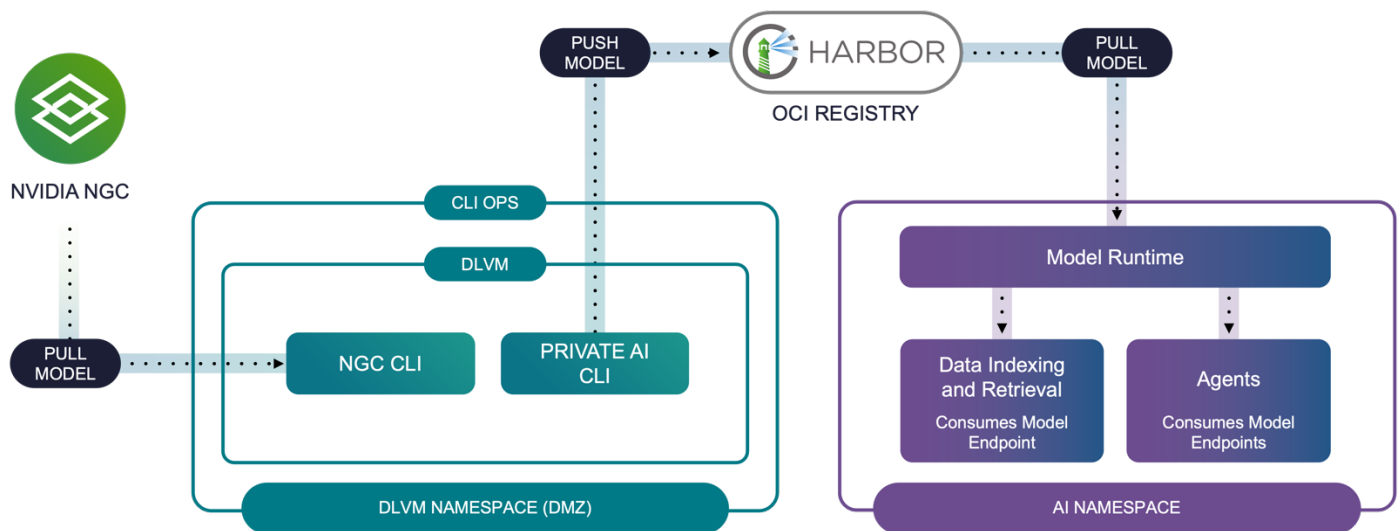 PUSH
MODEL
HARBOR
PULL
MODEL
OCI REGISTRY
NVIDIA NGC
CLI OPS
DLVM
PULL
MODEL
NGC CLI
PRIVATE AI
CLI
DLVM NAMESPACE (DMZ)
Model Runtime
Data Indexing
and Retrieval
Consumes Model
Endpoint
Agents
Consumes Model
Endpoints
AI NAMESPACE